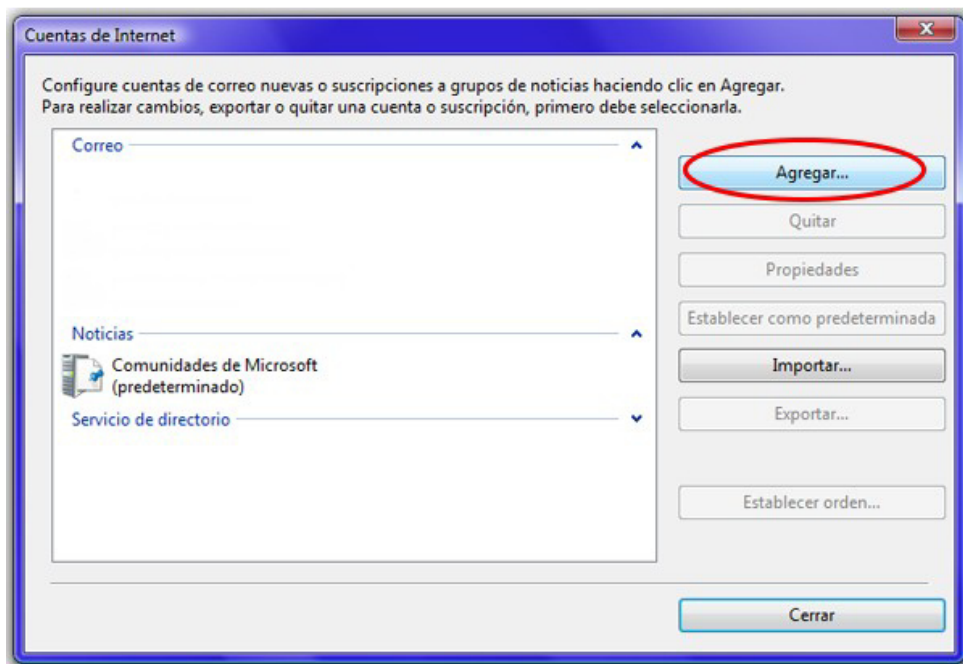 Cuentas de Internet
Configure cuentas de correo nuevas o suscripciones a grupos de noticias haciendo clic en Agregar.
Para realizar cambios, exportar o quitar una cuenta o suscripción, primero debe seleccionarla.
Correo
Agregar...
Quitar
Propiedades
Establecer como predeterminada
Noticias
Comunidades de Microsoft
(predeterminado)
Importar...
Servicio de directorio
Exportar...
Establecer orden...
Cerrar